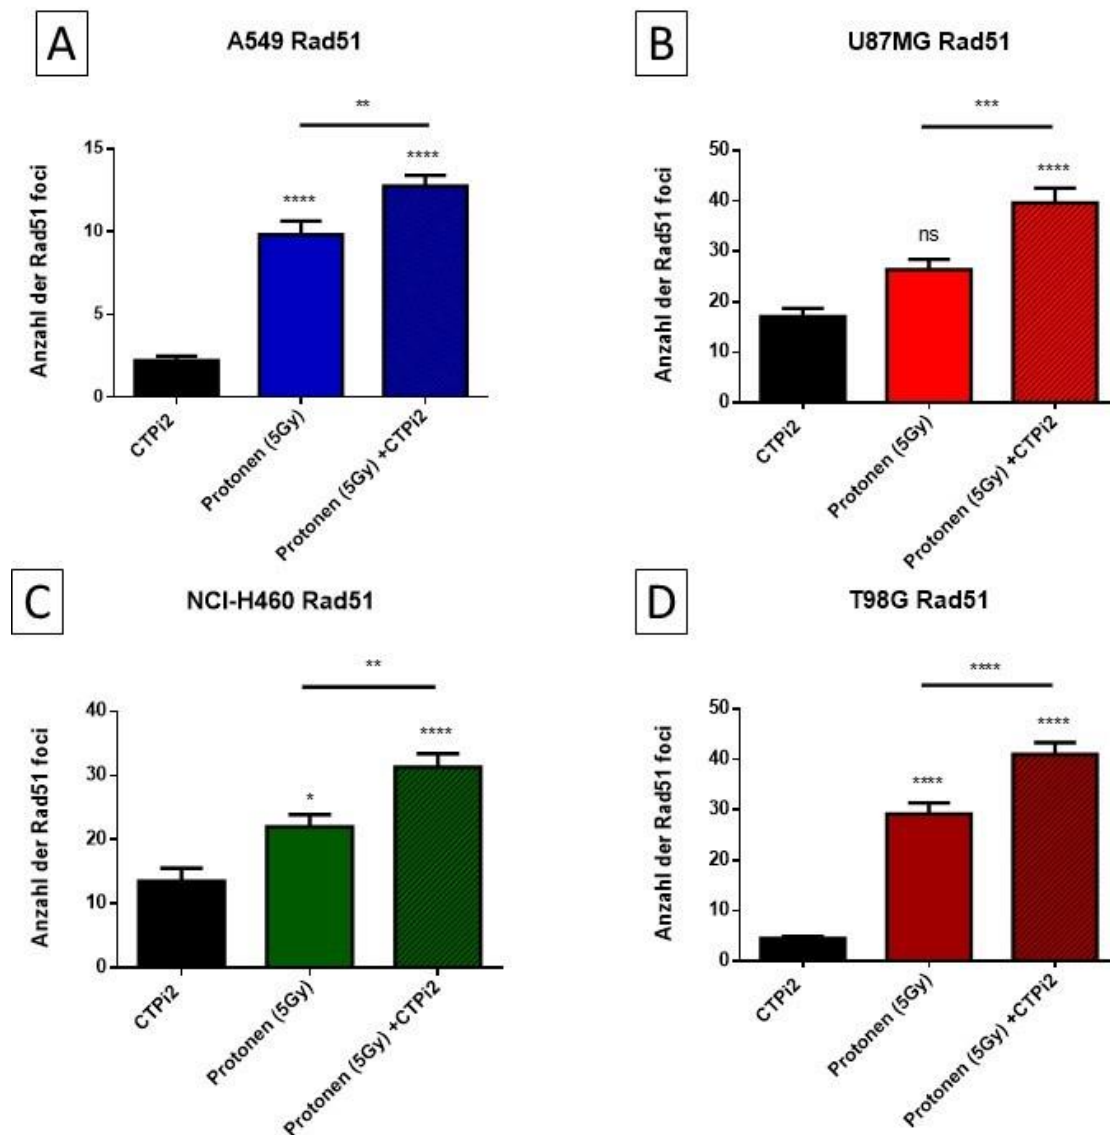 A
A549 Rad51
**
****
****
Anzahl der Rad51 foci
15
10
5
0
CTPi2
Protonen (5Gy)
Protonen (5Gy) +CTPi2
B
U87MG Rad51
***
****
ns
Anzahl der Rad51 foci
50
40
30
20
10
0
CTPi2
Protonen (5Gy)
Protonen (5Gy) +CTPi2
C
NCI-H460 Rad51
**
****
*
Anzahl der Rad51 foci
40
30
20
10
0
CTPi2
Protonen (5Gy)
Protonen (5Gy) +CTPi2
D
T98G Rad51
****
****
****
Anzahl der Rad51 foci
50
40
30
20
10
0
CTPi2
Protonen (5Gy)
Protonen (5Gy) +CTPi2